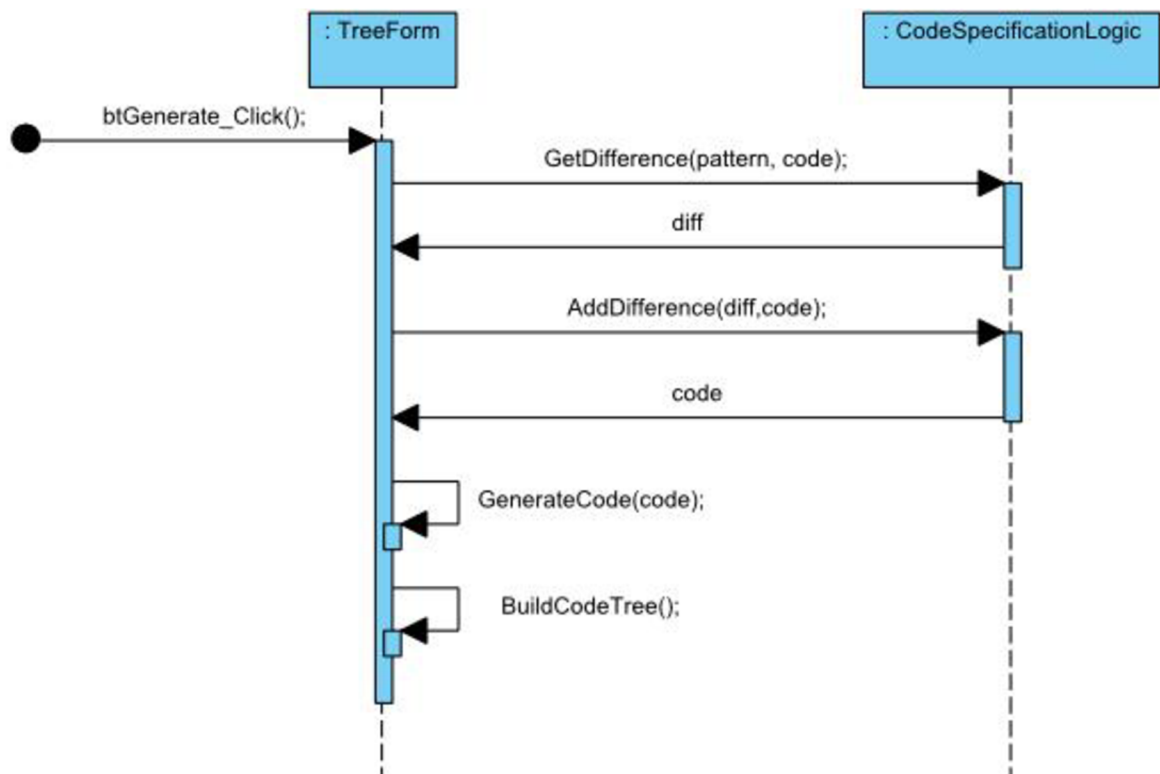 : TreeForm
: CodeSpecificationLogic
btGenerate_Click();
GetDifference(pattern, code);
diff
AddDifference(diff,code);
code
GenerateCode(code);
BuildCodeTree();